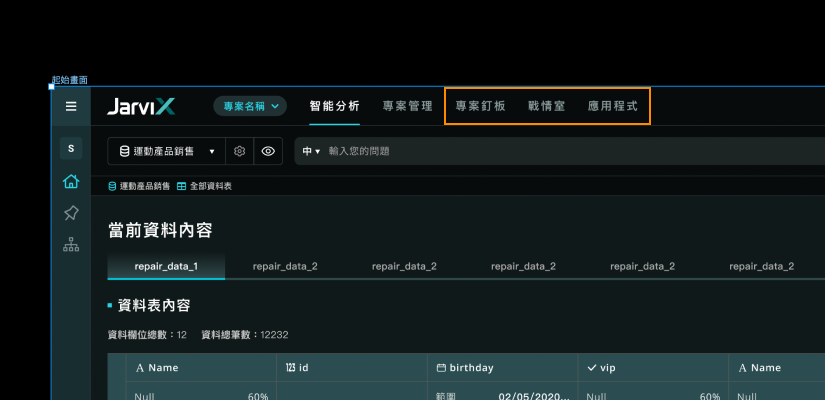 起始畫面
JarviX 專案名稱 智能分析 專案管理 專案釘板 戰情室 應用程式
S 運動產品銷售 中 輸入您的問題
運動產品銷售 全部資料表
當前資料內容
repair_data_1 repair_data_2 repair_data_2 repair_data_2 repair_data_2 repair_data_2
資料表內容
資料欄位總數：12 資料總筆數：12232
A Name 123 id birthday vip A Name
Null 60% 範圍 02/05/2020... Null 60% Null